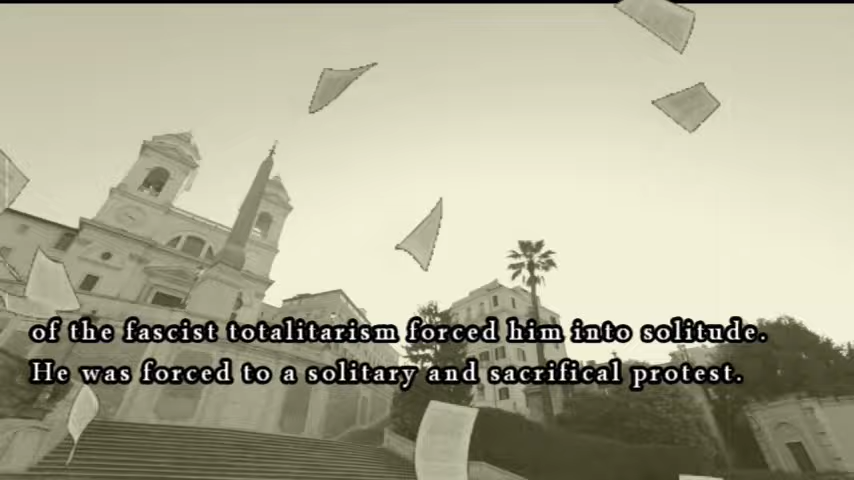 of the fascist totalitarism forced him into solitude.
He was forced to a solitary and sacrifical protest.